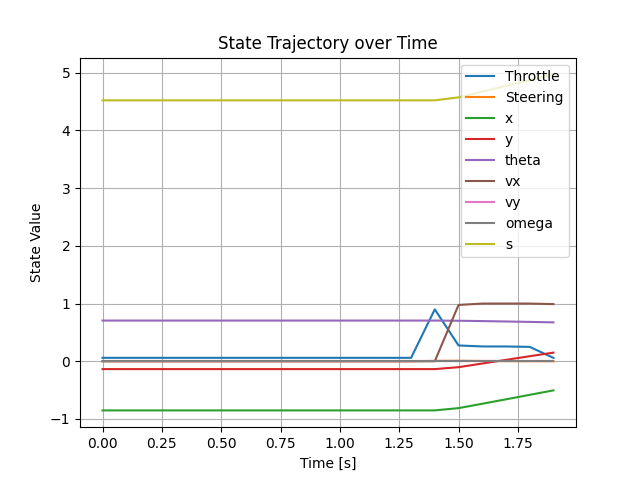 State Trajectory over Time
5
4
3
2
1
0
−1
State Value
Throttle
Steering
x
y
theta
vx
vy
omega
s
0.00 0.25 0.50 0.75 1.00 1.25 1.50 1.75
Time [s]